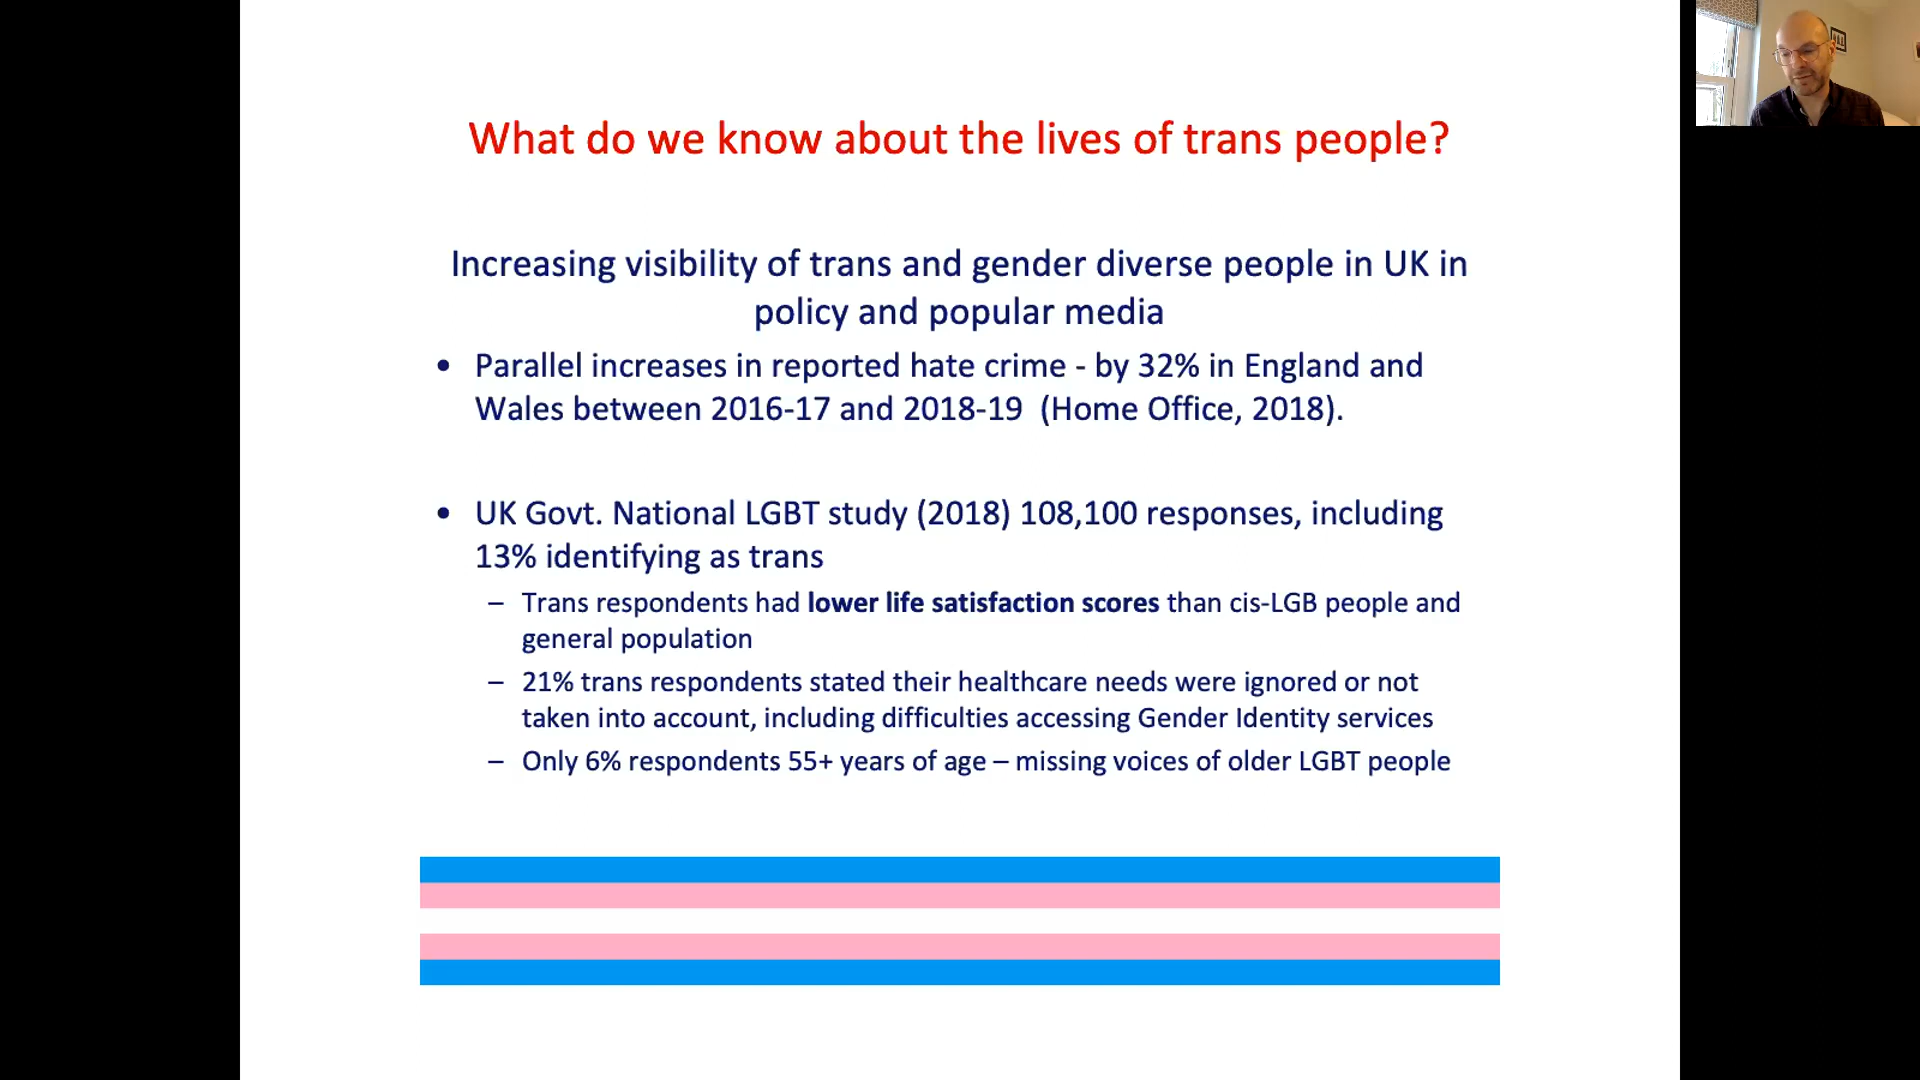 What do we know about the lives of trans people?
Increasing visibility of trans and gender diverse people in UK in
policy and popular media
• Parallel increases in reported hate crime - by 32% in England and
Wales between 2016-17 and 2018-19  (Home Office, 2018).
• UK Govt. National LGBT study (2018) 108,100 responses, including
13% identifying as trans
– Trans respondents had lower life satisfaction scores than cis-LGB people and
general population
– 21% trans respondents stated their healthcare needs were ignored or not
taken into account, including difficulties accessing Gender Identity services
– Only 6% respondents 55+ years of age – missing voices of older LGBT people